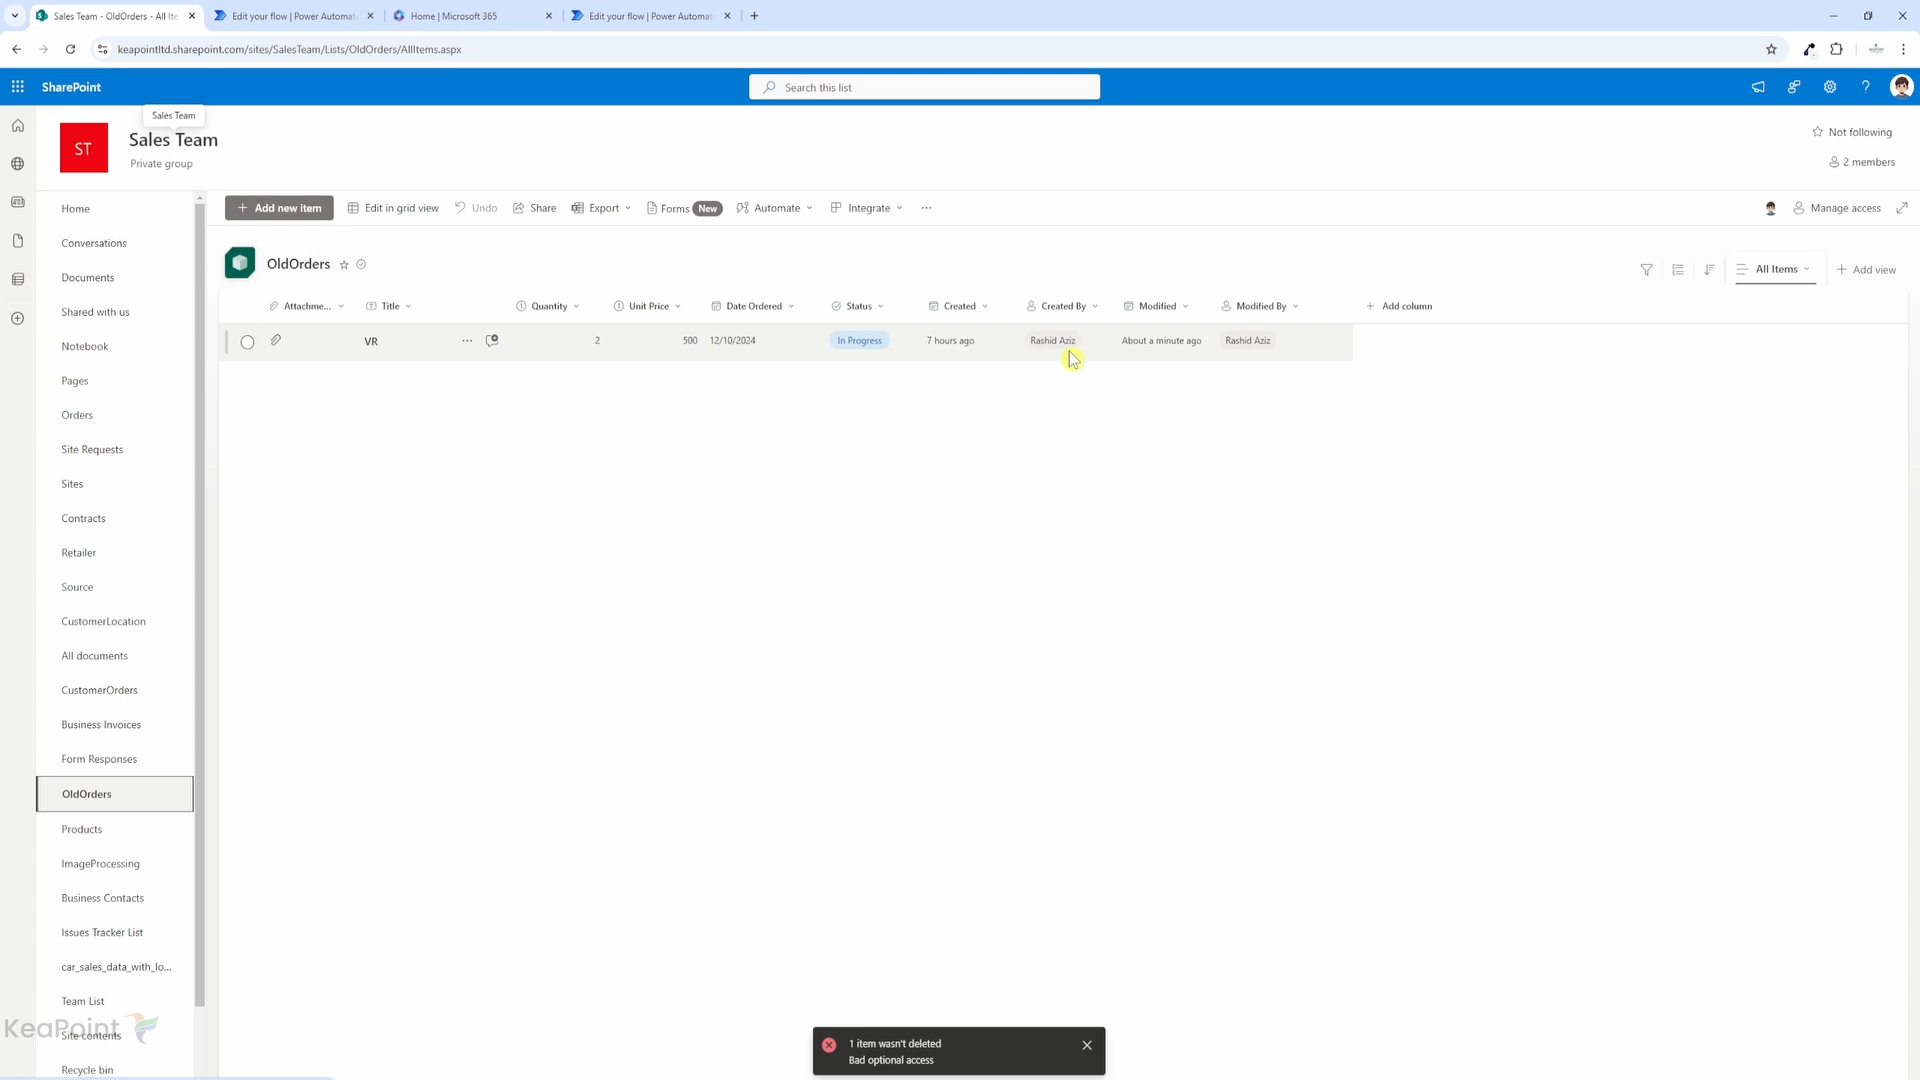 Sales Team - OldOrders - All Ite
Edit your flow | Power Automat
Home | Microsoft 365
Edit your flow | Power Automat
keapointltd.sharepoint.com/sites/SalesTeam/Lists/OldOrders/AllItems.aspx
SharePoint
Search this list
Sales Team
ST
Sales Team
Private group
Not following
2 members
Home
Conversations
Documents
Shared with us
Notebook
Pages
Orders
Site Requests
Sites
Contracts
Retailer
Source
CustomerLocation
All documents
CustomerOrders
Business Invoices
Form Responses
OldOrders
Products
ImageProcessing
Business Contacts
Issues Tracker List
car_sales_data_with_lo...
Team List
Site contents
Recycle bin
KeaPoint
Add new item
Edit in grid view
Undo
Share
Export
Forms New
Automate
Integrate
Manage access
OldOrders
All Items
Add view
Attachme... Title Quantity Unit Price Date Ordered Status Created Created By Modified Modified By Add column
VR 2 500 12/10/2024 In Progress 7 hours ago Rashid Aziz About a minute ago Rashid Aziz
1 item wasn't deleted
Bad optional access